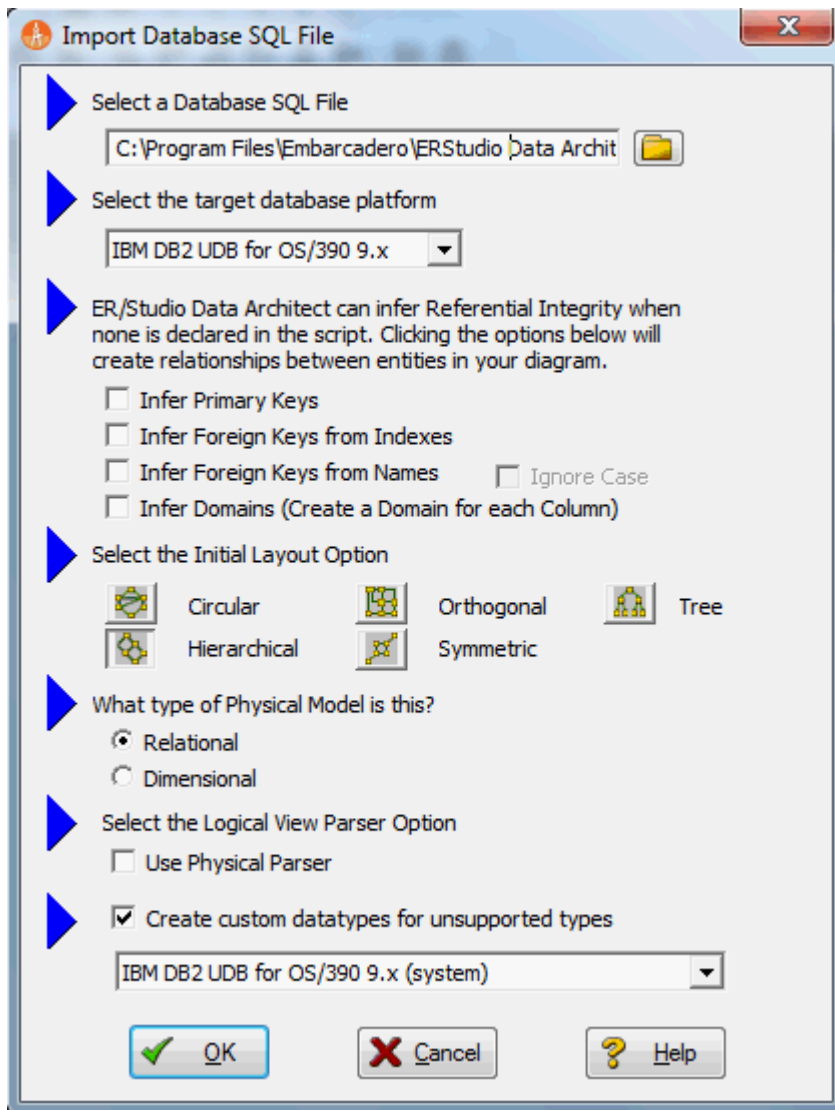 Import Database SQL File
Select a Database SQL File
C:\Program Files\Embarcadero\ERStudio Data Archit
Select the target database platform
IBM DB2 UDB for OS/390 9.x
ER/Studio Data Architect can infer Referential Integrity when
none is declared in the script. Clicking the options below will
create relationships between entities in your diagram.
Infer Primary Keys
Infer Foreign Keys from Indexes
Infer Foreign Keys from Names Ignore Case
Infer Domains (Create a Domain for each Column)
Select the Initial Layout Option
Circular Orthogonal Tree
Hierarchical Symmetric
What type of Physical Model is this?
Relational
Dimensional
Select the Logical View Parser Option
Use Physical Parser
Create custom datatypes for unsupported types
IBM DB2 UDB for OS/390 9.x (system)
OK Cancel Help